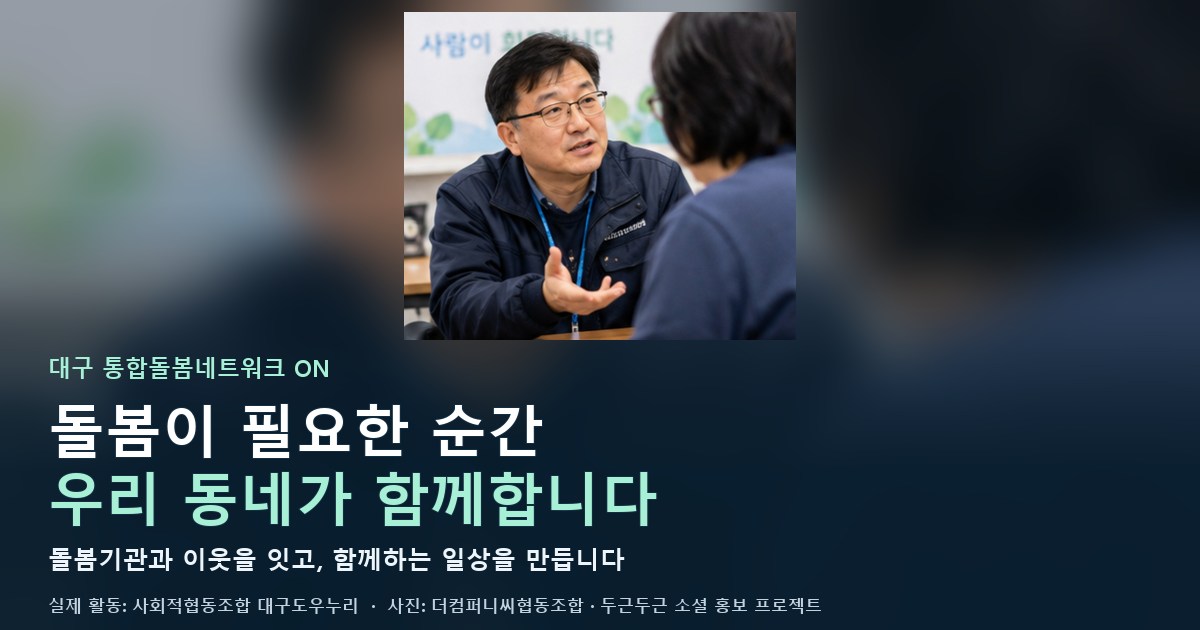 사람이
대구 통합돌봄네트워크 ON
돌봄이 필요한 순간
우리 동네가 함께합니다
돌봄기관과 이웃을 잇고, 함께하는 일상을 만듭니다
실제 활동: 사회적협동조합 대구도우누리 · 사진: 더컴퍼니씨협동조합 · 두근두근 소셜 홍보 프로젝트